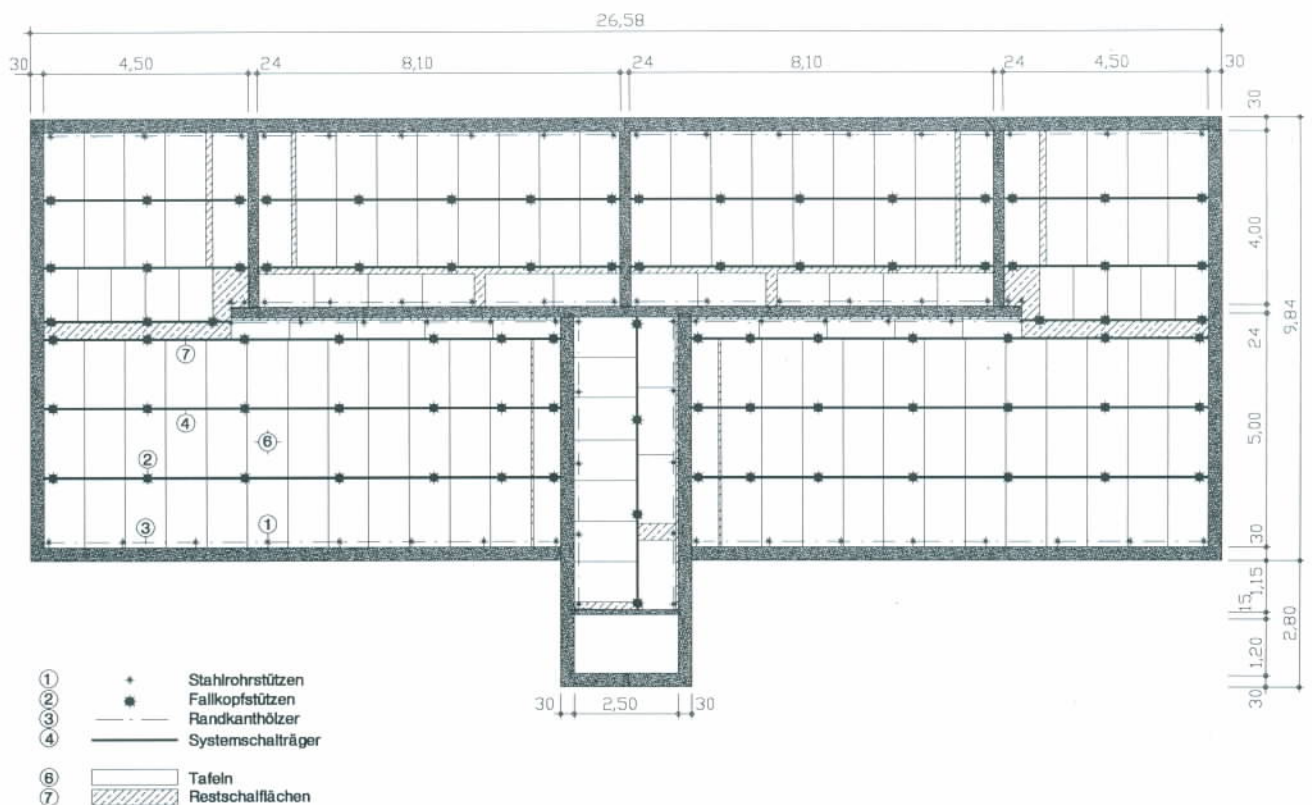 26,58
30 4,50 24 8,10 24 8,10 24 4,50 30
30
4,00
24
9,84
5,00
30
1,15
15
2,80
1,20
30
⑦
④
⑥
②
③
①
30 2,50 30
① Stahlrohrstützen
② Fallkopfstützen
③ Randkanthölzer
④ Systemschalträger
⑥ Tafeln
⑦ Restschalflächen